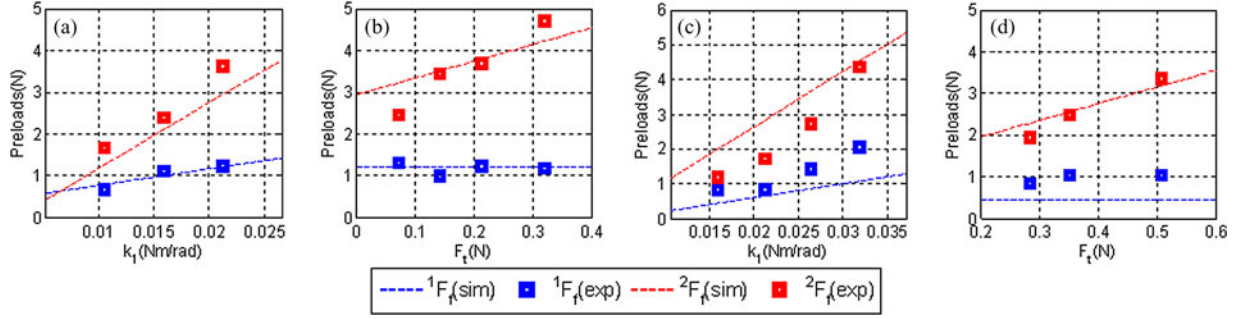 (a)
Preloads(N)
5
4
3
2
1
0
0.01 0.015 0.02 0.025
k1(Nm/rad)
(b)
Preloads(N)
5
4
3
2
1
0
0 0.1 0.2 0.3 0.4
Ft(N)
(c)
Preloads(N)
6
5
4
3
2
1
0
0.015 0.02 0.025 0.03 0.035
k1(Nm/rad)
(d)
Preloads(N)
5
4
3
2
1
0
0.2 0.3 0.4 0.5 0.6
Ft(N)
1Ff(sim) 1Ff(exp) 2Ff(sim) 2Ff(exp)